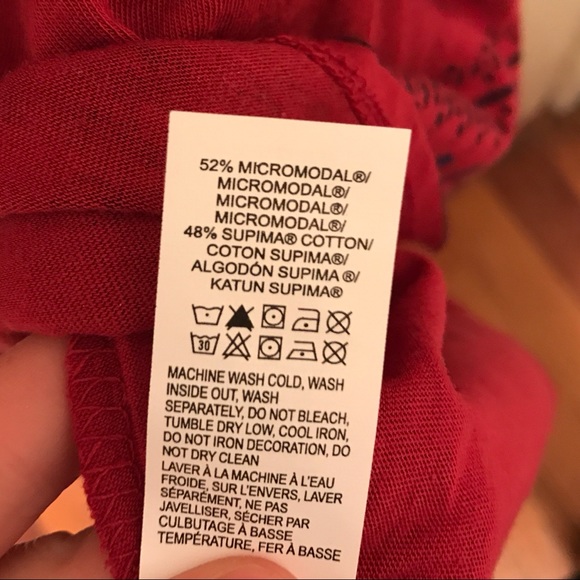 52% MICROMODAL®/
MICROMODAL®/
MICROMODAL®/
MICROMODAL®/
48% SUPIMA® COTTON/
COTON SUPIMA®/
ALGODÓN SUPIMA ®/
KATUN SUPIMA®
30
MACHINE WASH COLD, WASH
INSIDE OUT, WASH
SEPARATELY, DO NOT BLEACH,
TUMBLE DRY LOW, COOL IRON,
DO NOT IRON DECORATION, DO
NOT DRY CLEAN
LAVER À LA MACHINE À L'EAU
FROIDE, SUR L'ENVERS, LAVER
SÉPARÉMENT, NE PAS
JAVELLISER, SÉCHER PAR
CULBUTAGE À BASSE
TEMPÉRATURE, FER À BASSE